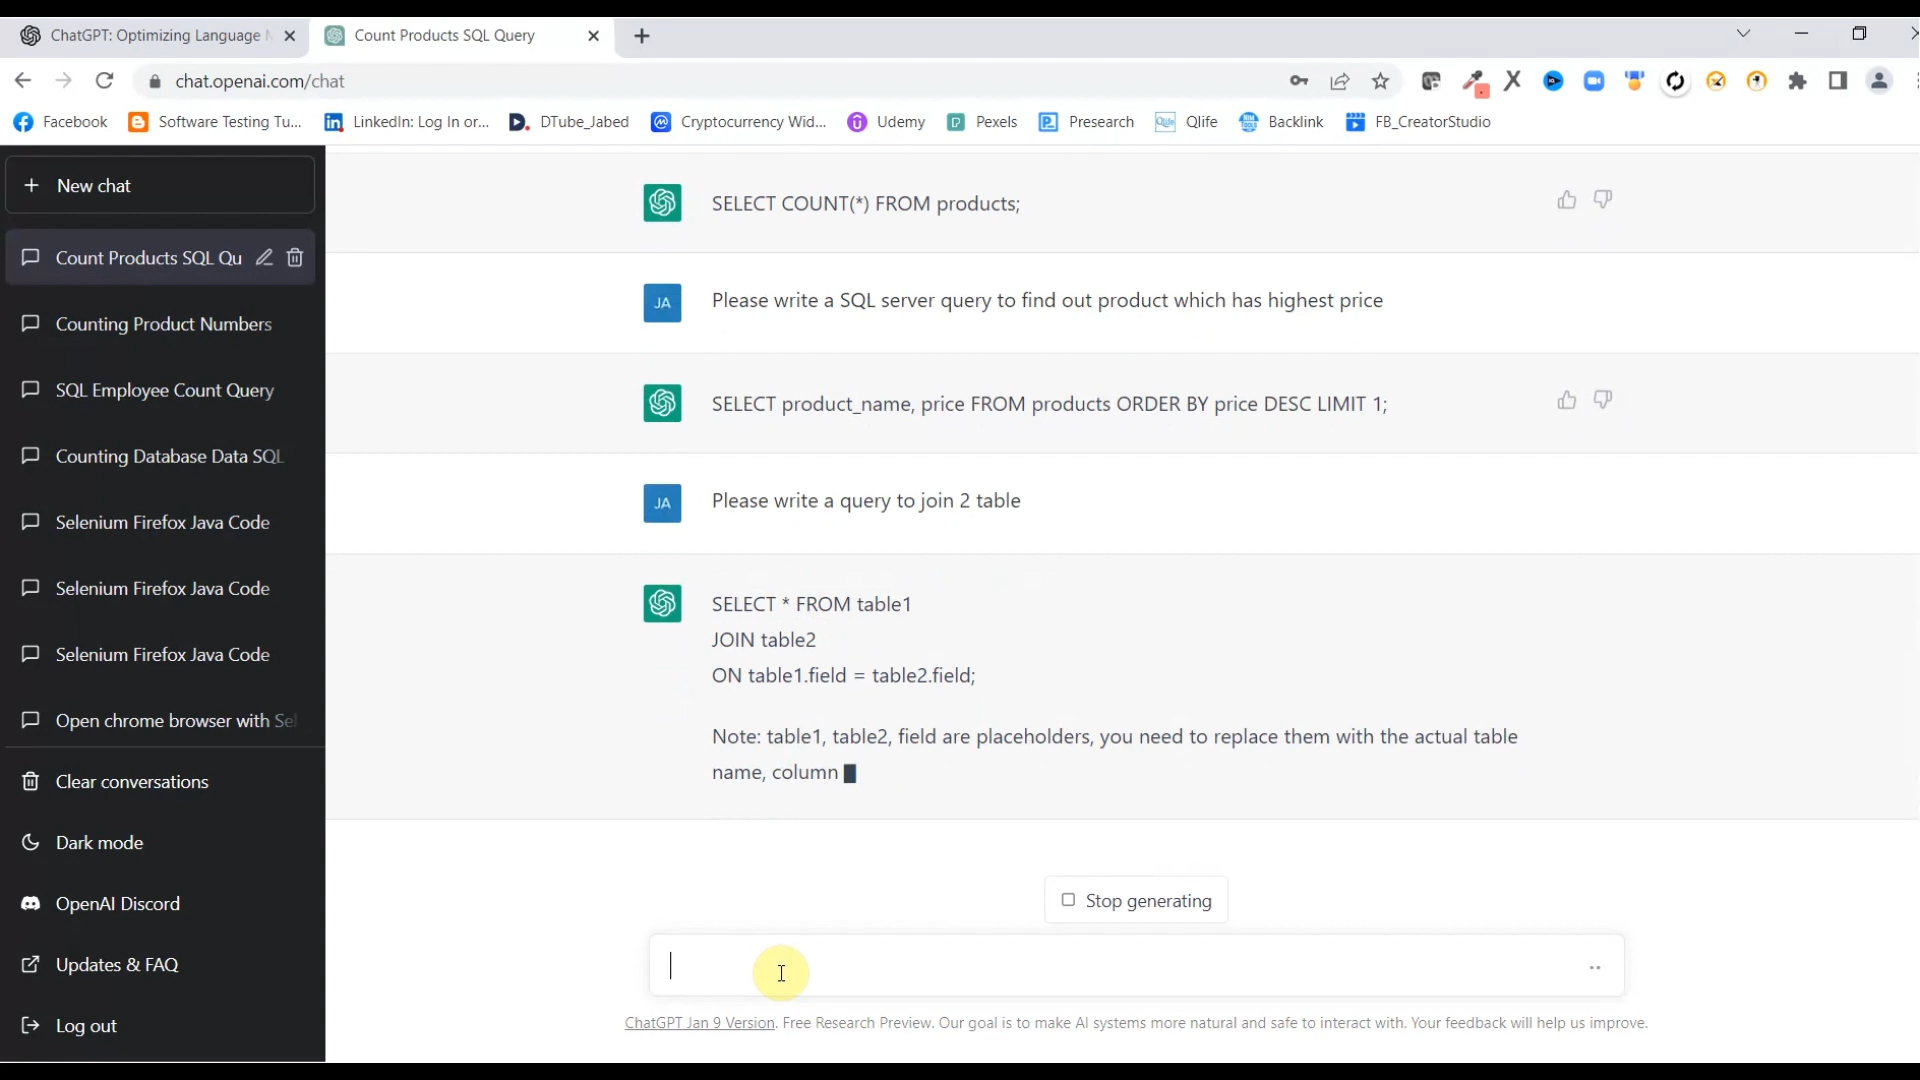 ChatGPT: Optimizing Language
Count Products SQL Query
chat.openai.com/chat
Facebook
Software Testing Tu...
LinkedIn: Log In or...
DTube_Jabed
Cryptocurrency Wid...
Udemy
Pexels
Presearch
Qlife
Backlink
FB_CreatorStudio
New chat
Count Products SQL Qu
Counting Product Numbers
SQL Employee Count Query
Counting Database Data SQL
Selenium Firefox Java Code
Selenium Firefox Java Code
Selenium Firefox Java Code
Open chrome browser with Sel
Clear conversations
Dark mode
OpenAI Discord
Updates & FAQ
Log out
SELECT COUNT(*) FROM products;
JA
Please write a SQL server query to find out product which has highest price
SELECT product_name, price FROM products ORDER BY price DESC LIMIT 1;
JA
Please write a query to join 2 table
SELECT * FROM table1
JOIN table2
ON table1.field = table2.field;
Note: table1, table2, field are placeholders, you need to replace them with the actual table
name, column
Stop generating
ChatGPT Jan 9 Version. Free Research Preview. Our goal is to make AI systems more natural and safe to interact with. Your feedback will help us improve.